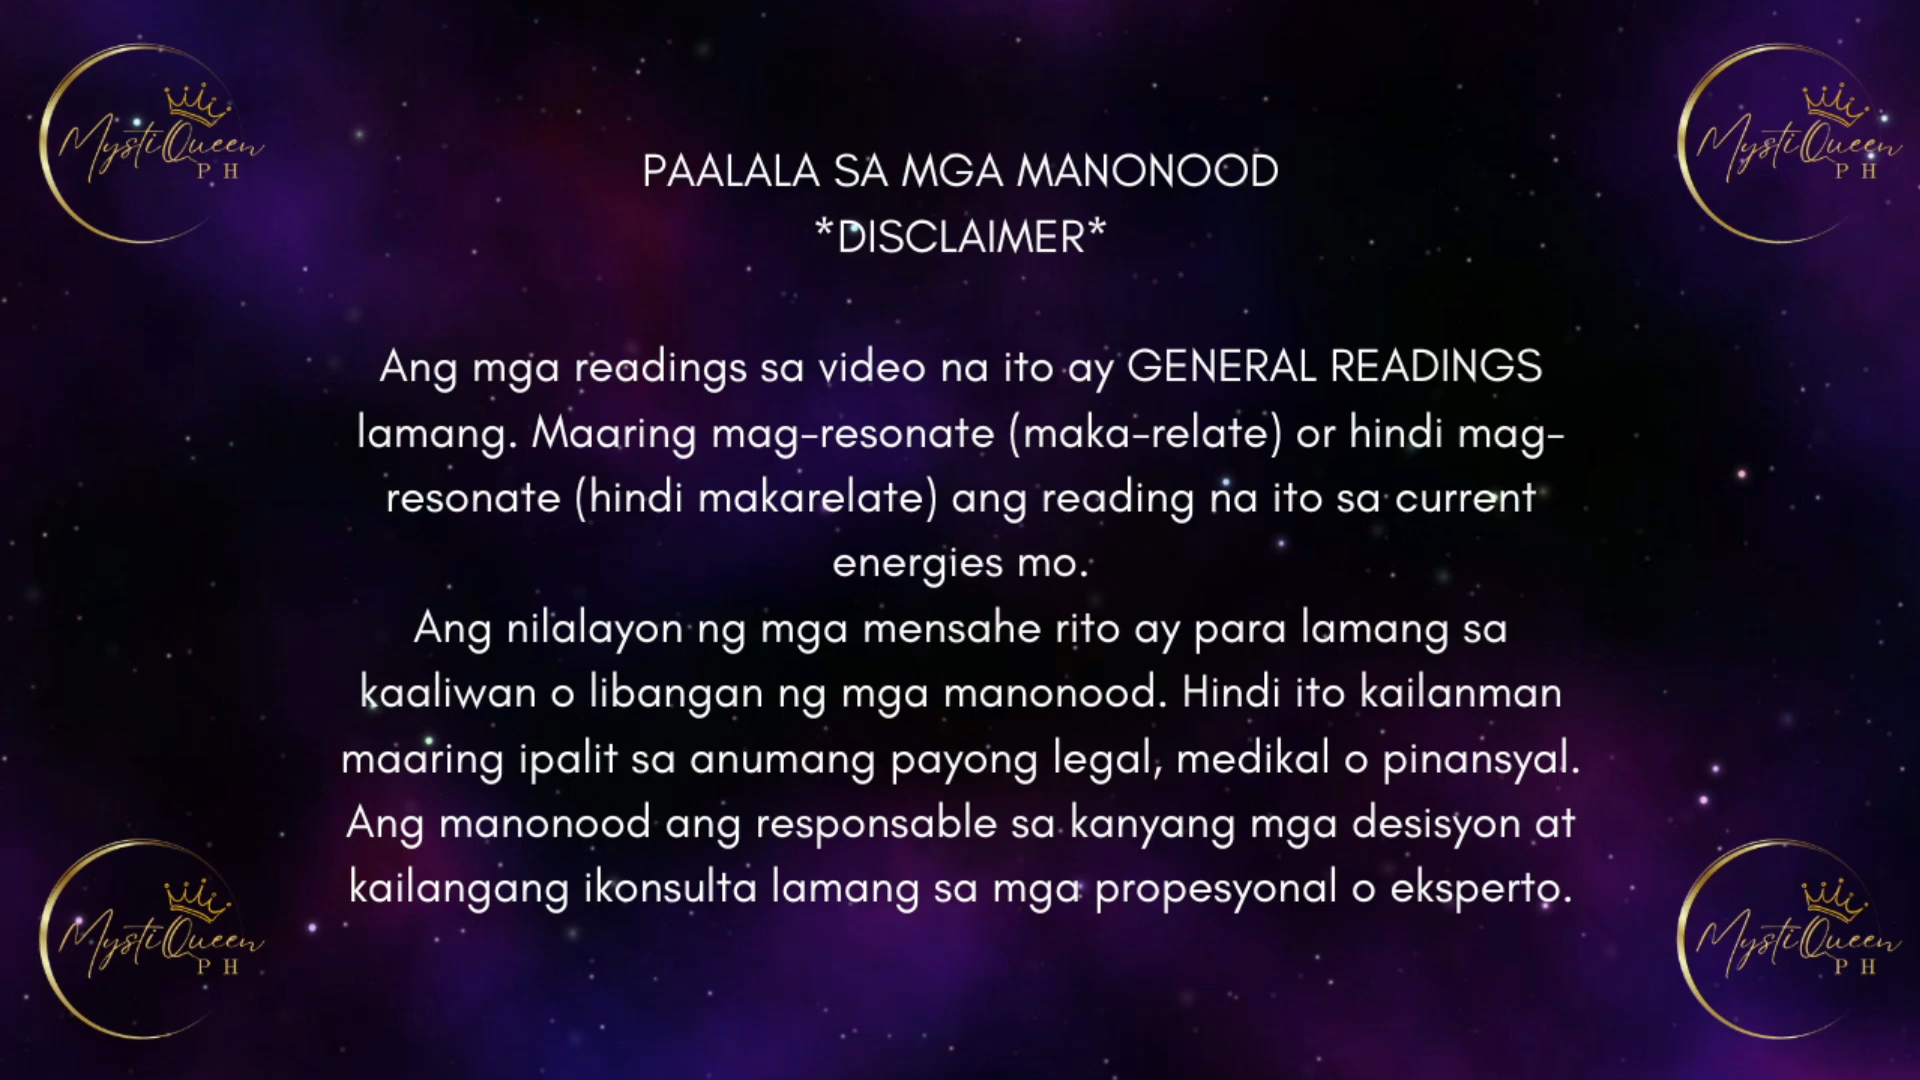 MystiQueen
PH
MystiQueen
PH
PAALALA SA MGA MANONOOD
*DISCLAIMER*
Ang mga readings sa video na ito ay GENERAL READINGS
lamang. Maaring mag-resonate (maka-relate) or hindi mag-
resonate (hindi makarelate) ang reading na ito sa current
energies mo.
Ang nilalayon ng mga mensahe rito ay para lamang sa
kaaliwan o libangan ng mga manonood. Hindi ito kailanman
maaring ipalit sa anumang payong legal, medikal o pinansyal.
Ang manonood ang responsable sa kanyang mga desisyon at
kailangang ikonsulta lamang sa mga propesyonal o eksperto.
MystiQueen
PH
MystiQueen
PH